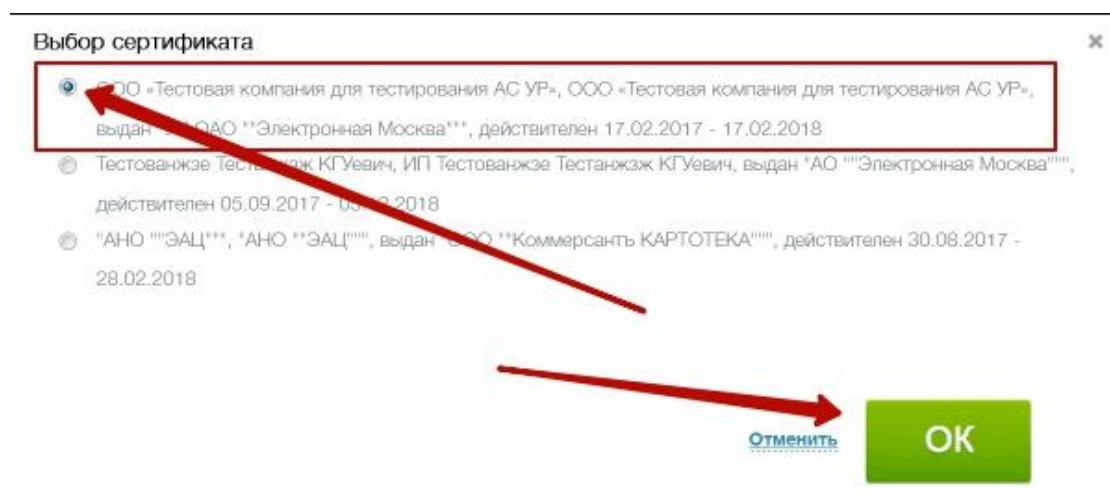 Выбор сертификата
ООО «Тестовая компания для тестирования АС УР», ООО «Тестовая компания для тестирования АС УР»,
выдан ОАО ""Электронная Москва""", действителен 17.02.2017 - 17.02.2018
Тестованжзе КГУевич, ИП Тестованжзе Тестанжзж КГУевич, выдан "АО """Электронная Москва""""",
действителен 05.09.2017 - 2018
"АНО """ЭАЦ""", "АНО ""ЭАЦ""""", выдан ""Коммерсантъ КАРТОТЕКА""""", действителен 30.08.2017 -
28.02.2018
Отменить
OK